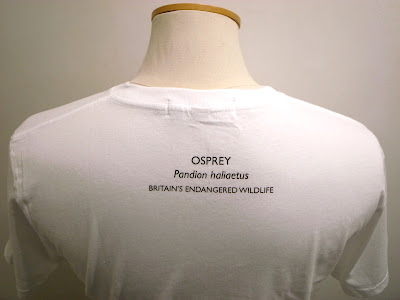 OSPREY
Pandion haliaetus
BRITAIN'S ENDANGERED WILDLIFE